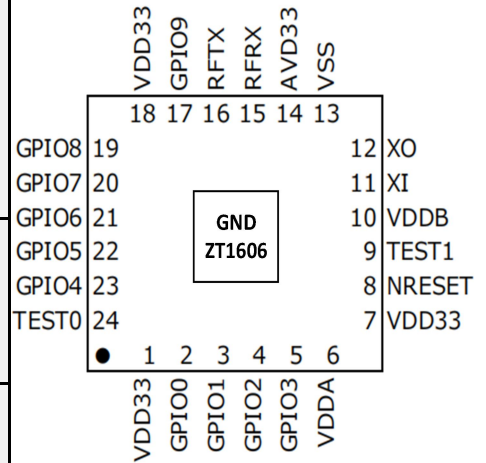 VDD33 GPIO9 RFTX RFRX AVD33 VSS
18 17 16 15 14 13
GPIO8 19 12 XO
GPIO7 20 11 XI
GPIO6 21 GND 10 VDDB
GPIO5 22 ZT1606 9 TEST1
GPIO4 23 8 NRESET
TEST0 24 7 VDD33
1 2 3 4 5 6
VDD33 GPIO0 GPIO1 GPIO2 GPIO3 VDDA